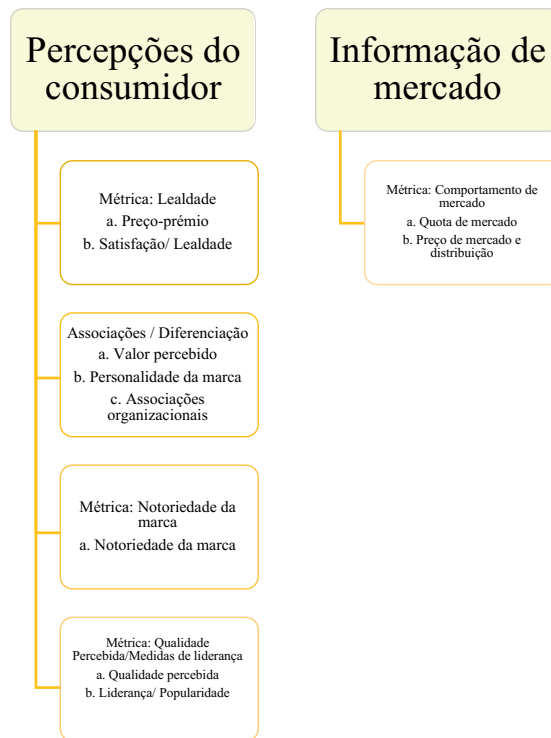 Percepções do
consumidor
Métrica: Lealdade
a. Preço-prémio
b. Satisfação/ Lealdade
Associações / Diferenciação
a. Valor percebido
b. Personalidade da marca
c. Associações
organizacionais
Métrica: Notoriedade da
marca
a. Notoriedade da marca
Métrica: Qualidade
Percebida/Medidas de liderança
a. Qualidade percebida
b. Liderança/ Popularidade
Informação de
mercado
Métrica: Comportamento de
mercado
a. Quota de mercado
b. Preço de mercado e
distribuição